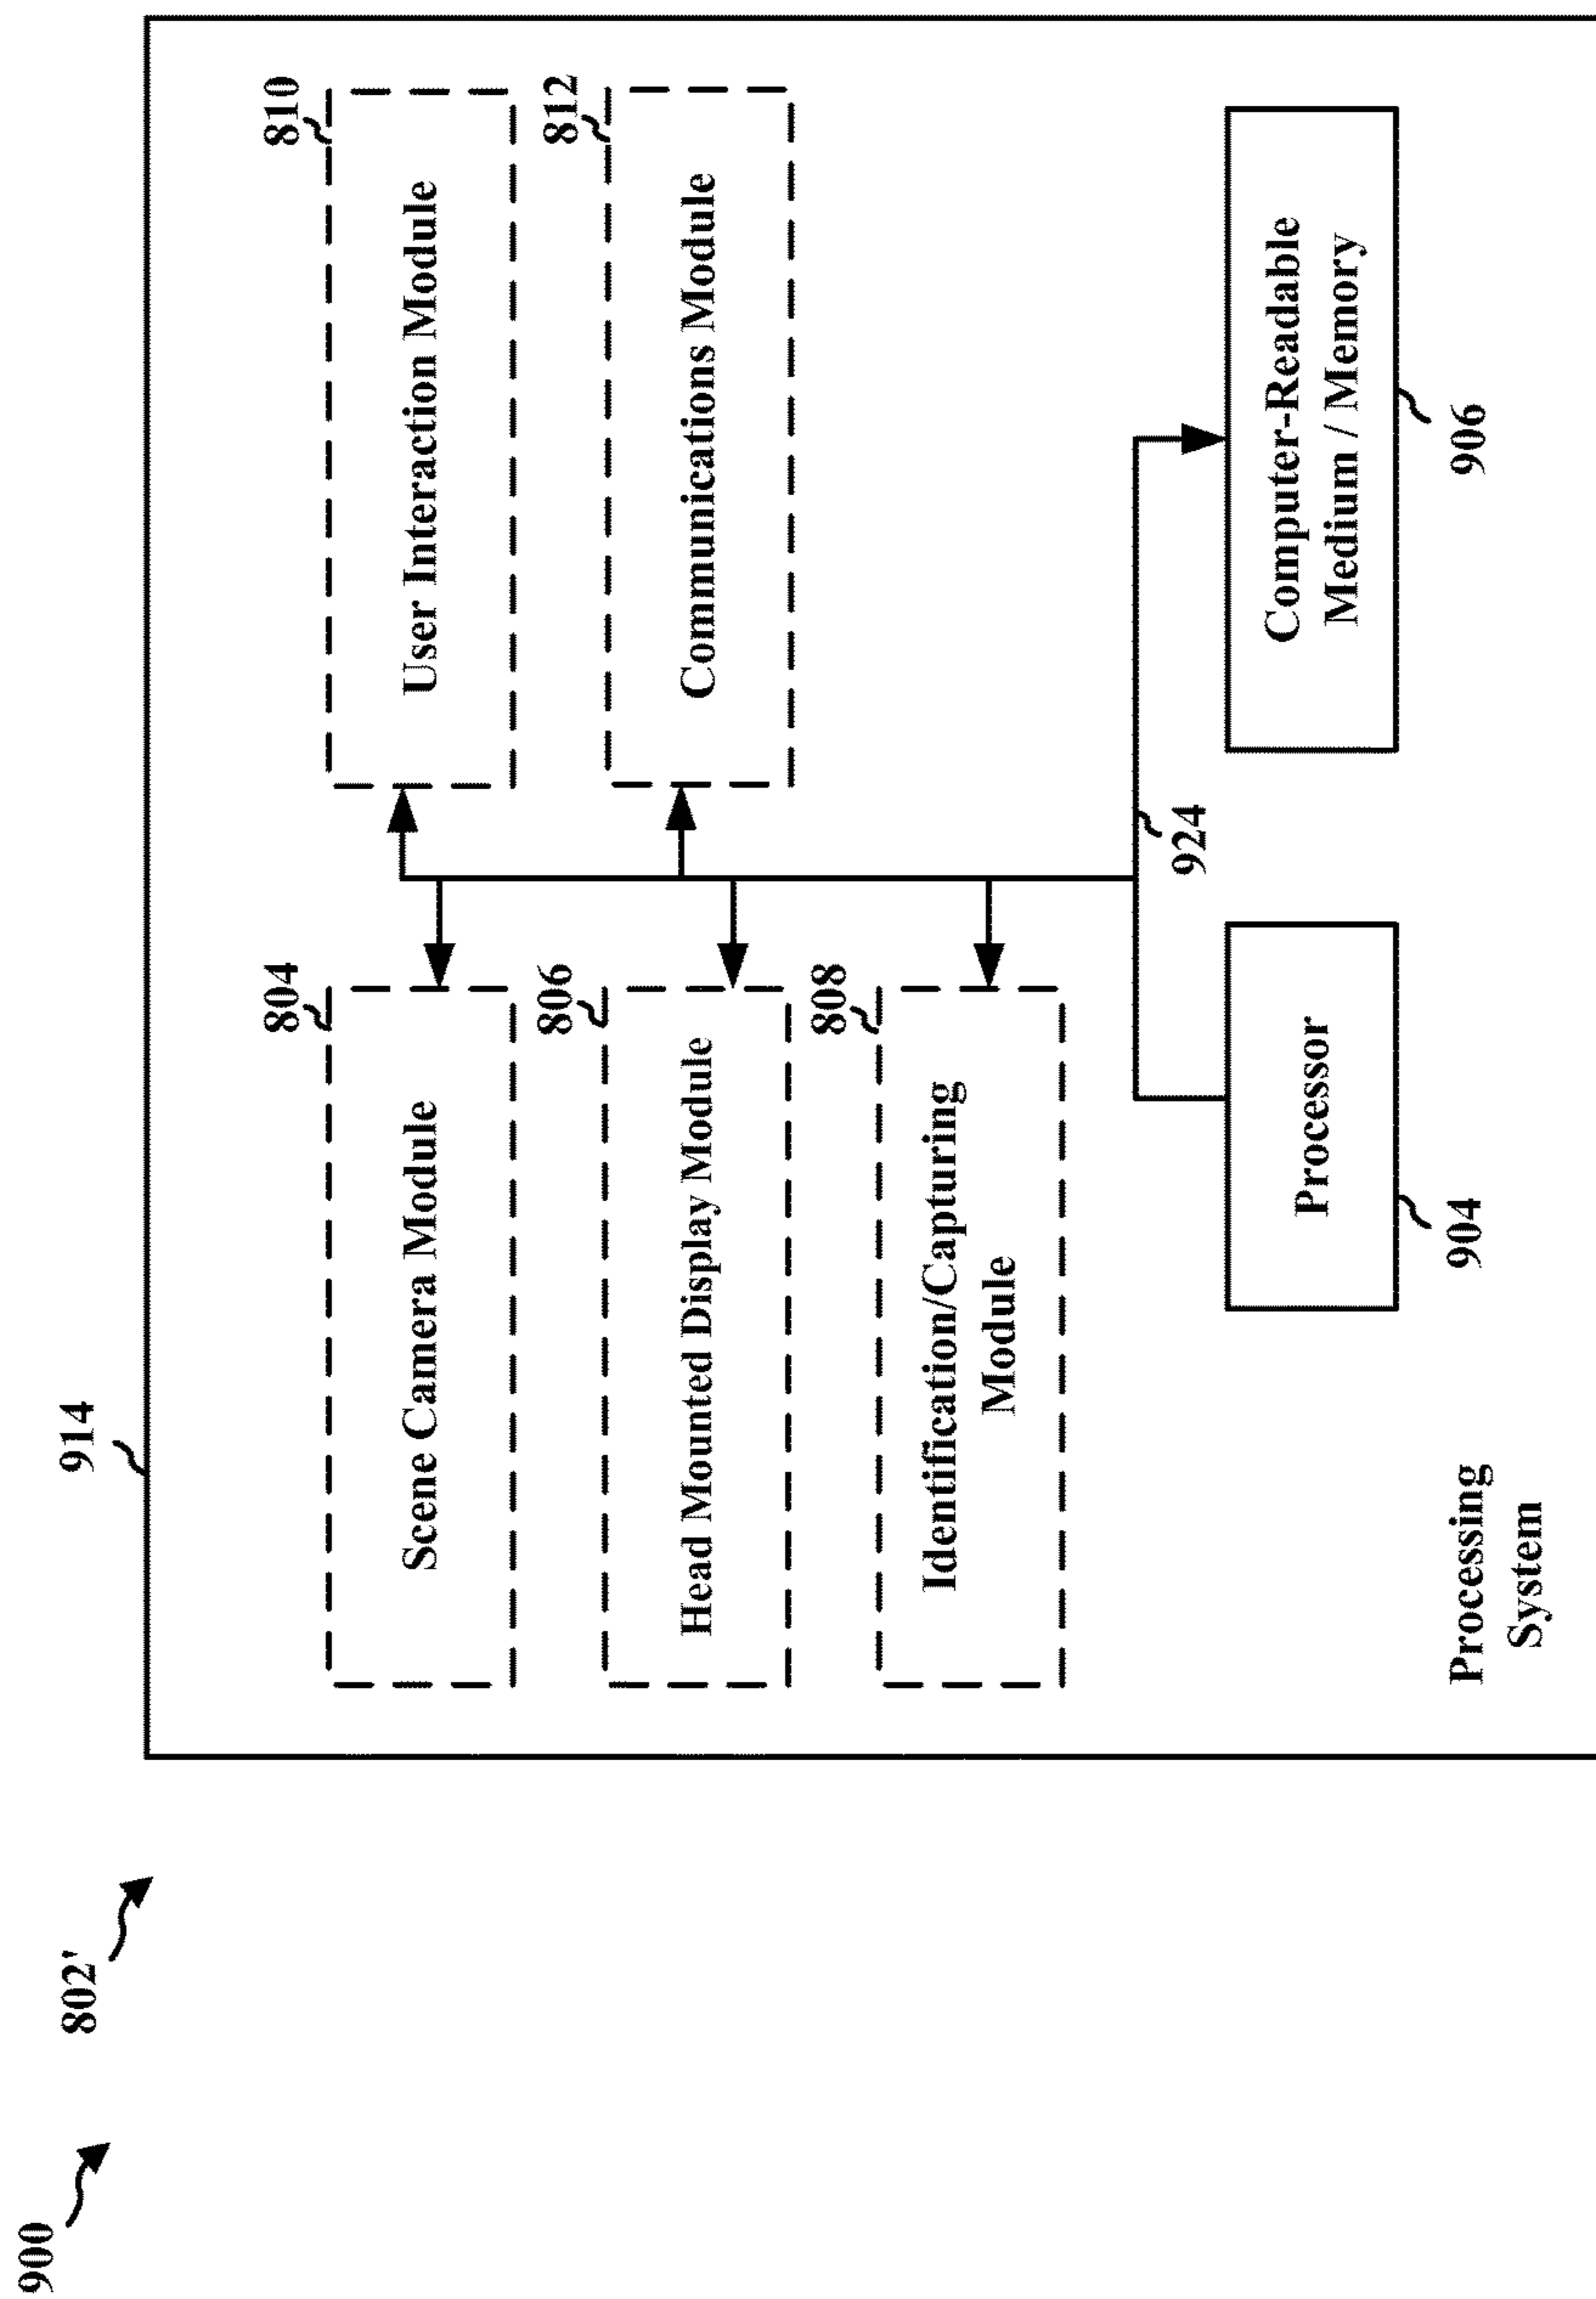 900
802'
914
804
Scene Camera Module
810
User Interaction Module
806
Head Mounted Display Module
812
Communications Module
808
Identification/Capturing
Module
924
Processor
904
Computer-Readable
Medium / Memory
906
Processing
System